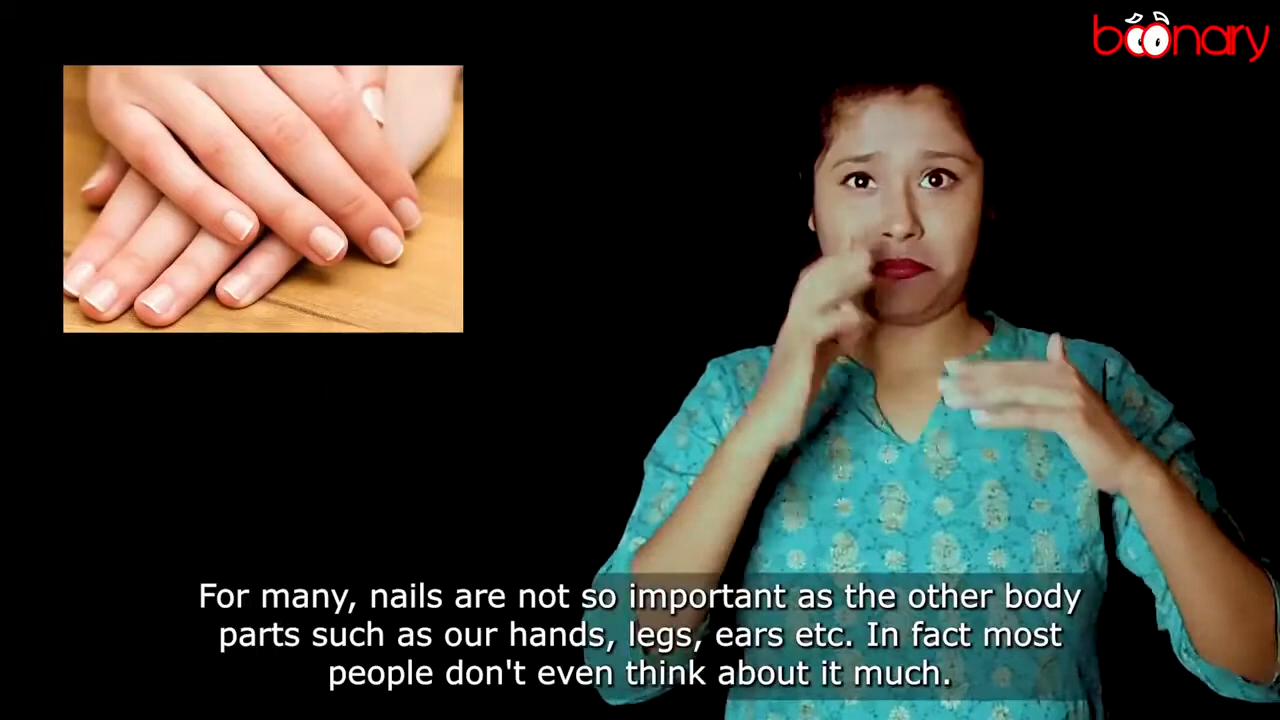 boonary
For many, nails are not so important as the other body
parts such as our hands, legs, ears etc. In fact most
people don't even think about it much.